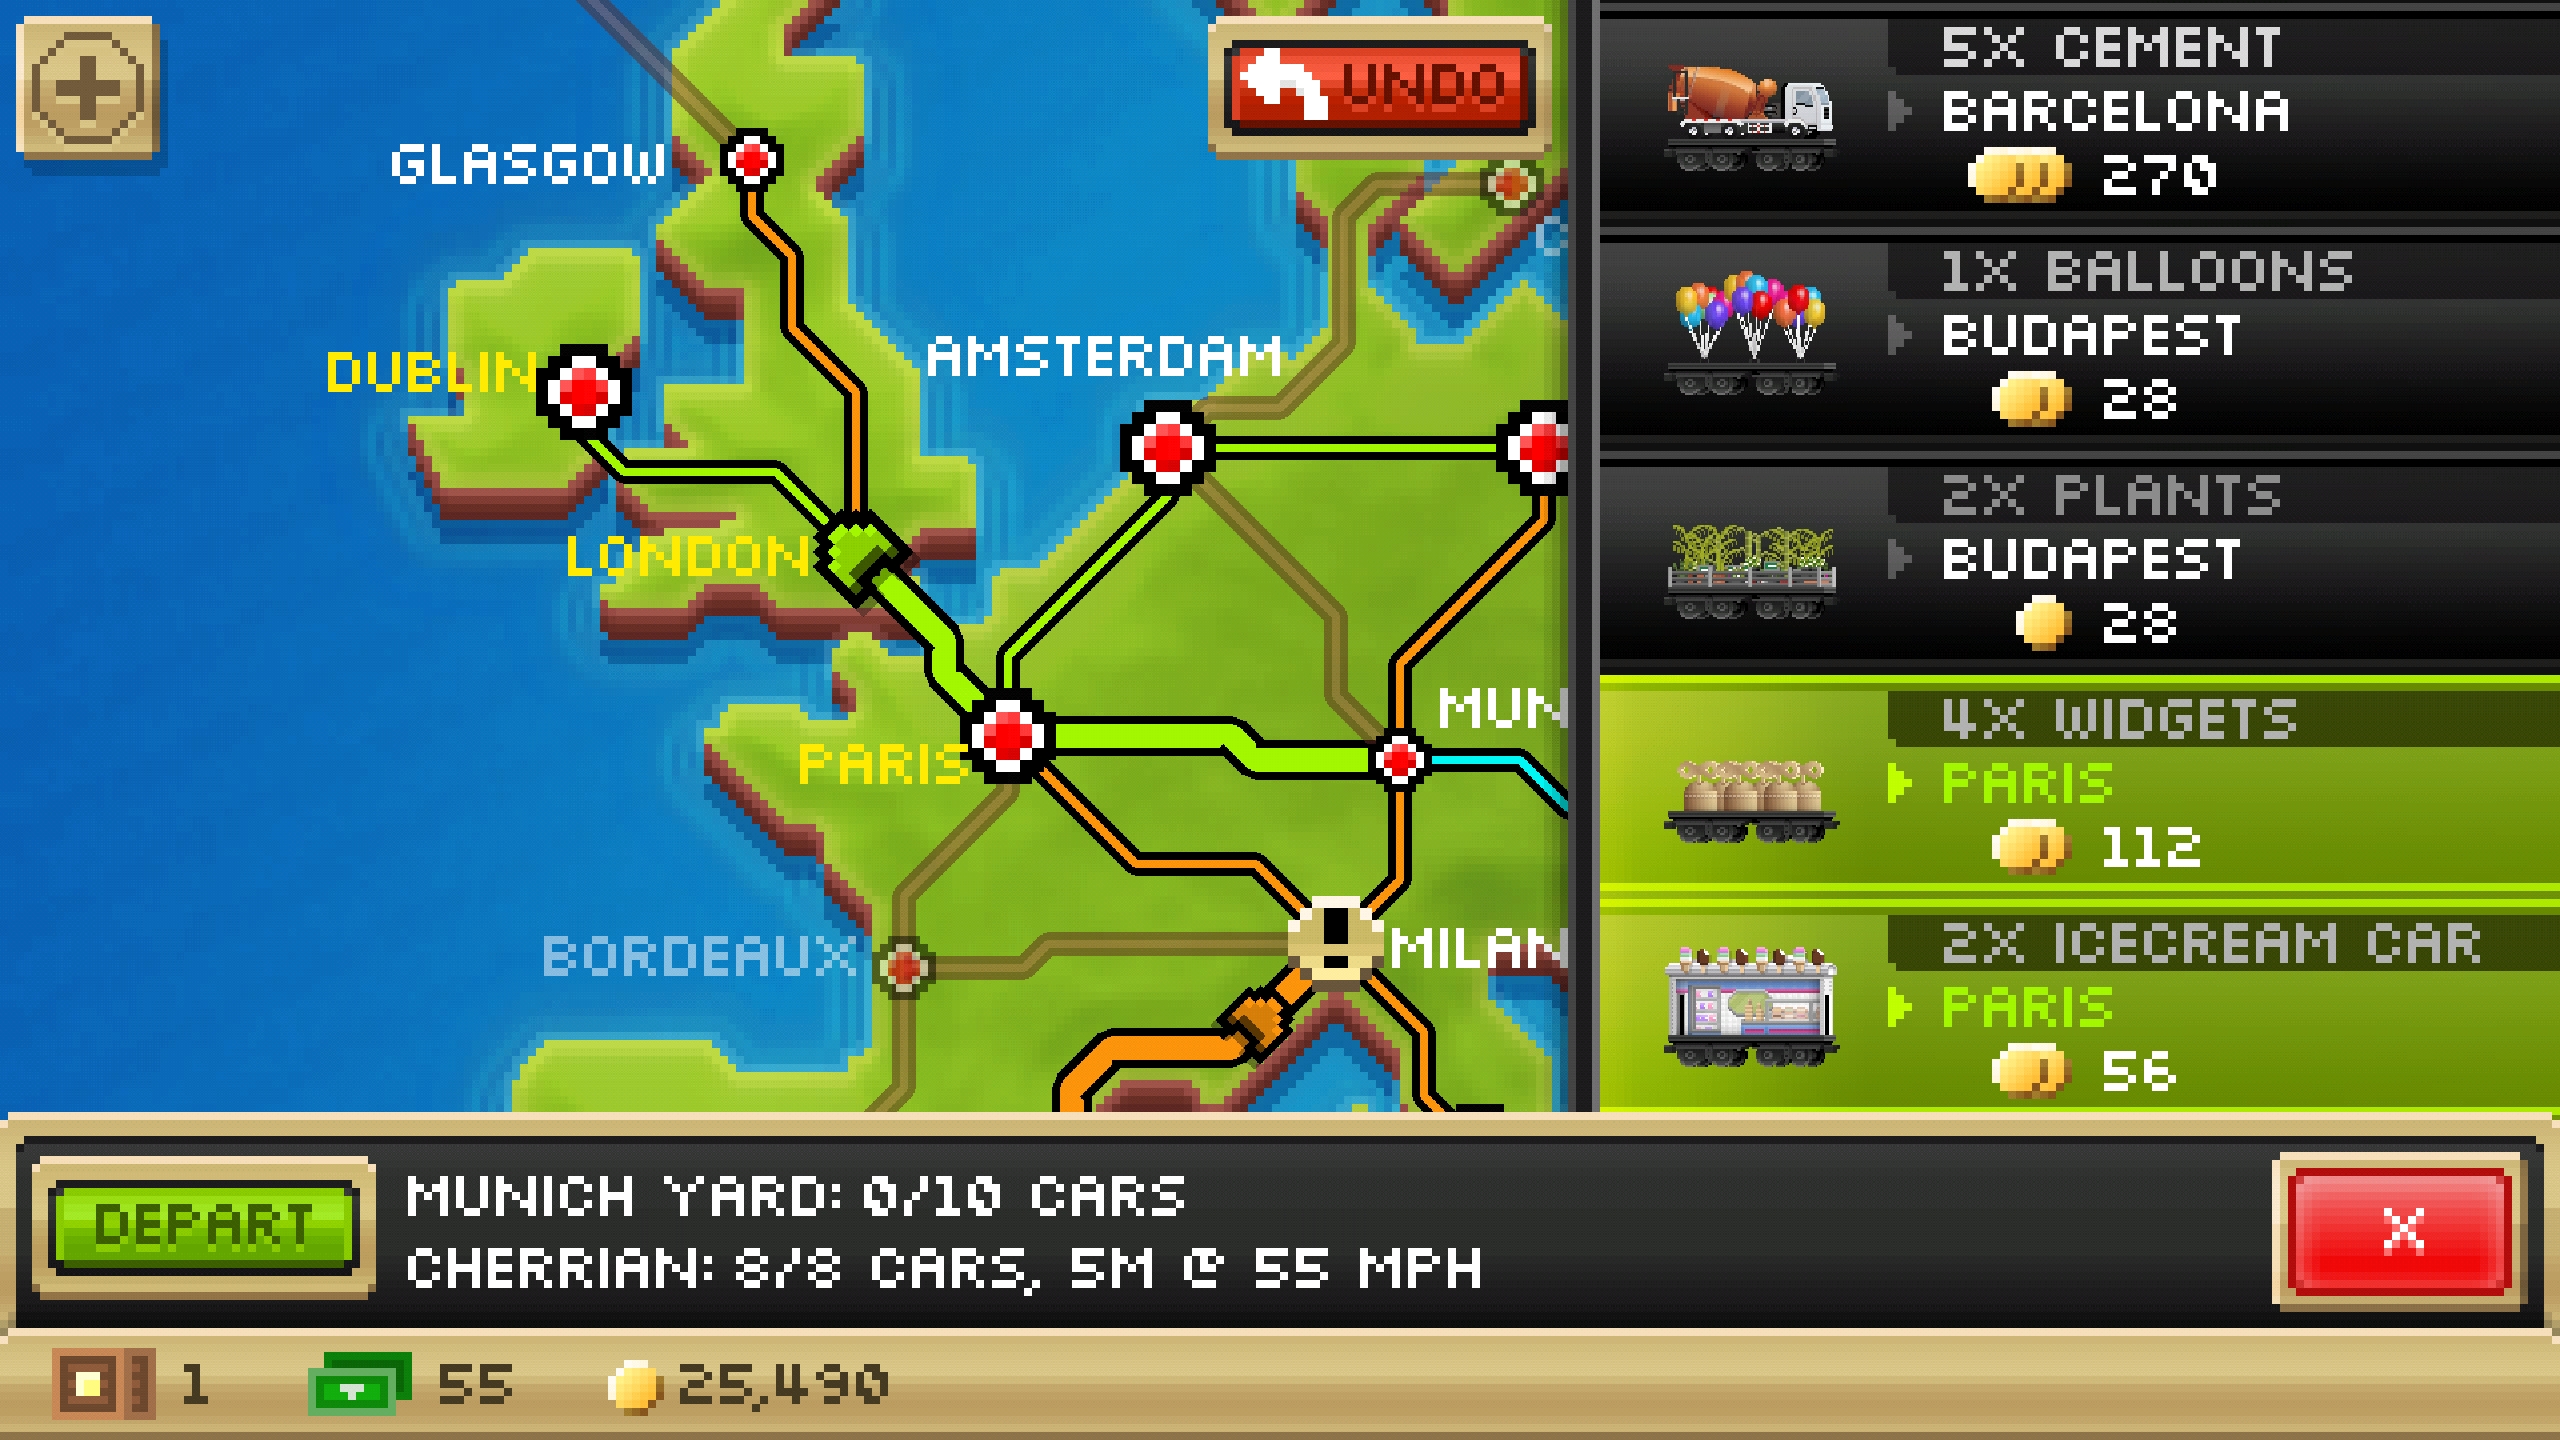 UNDO
GLASGOW
DUBLIN
AMSTERDAM
LONDON
MUN
PARIS
BORDEAUX
MILAN
5X CEMENT
BARCELONA
270
1X BALLOONS
BUDAPEST
28
2X PLANTS
BUDAPEST
28
4X WIDGETS
PARIS
112
2X ICECREAM CAR
PARIS
56
DEPART
MUNICH YARD: 0/10 CARS
CHERRIAN: 8/8 CARS, 5M @ 55 MPH
X
1
55
25,490